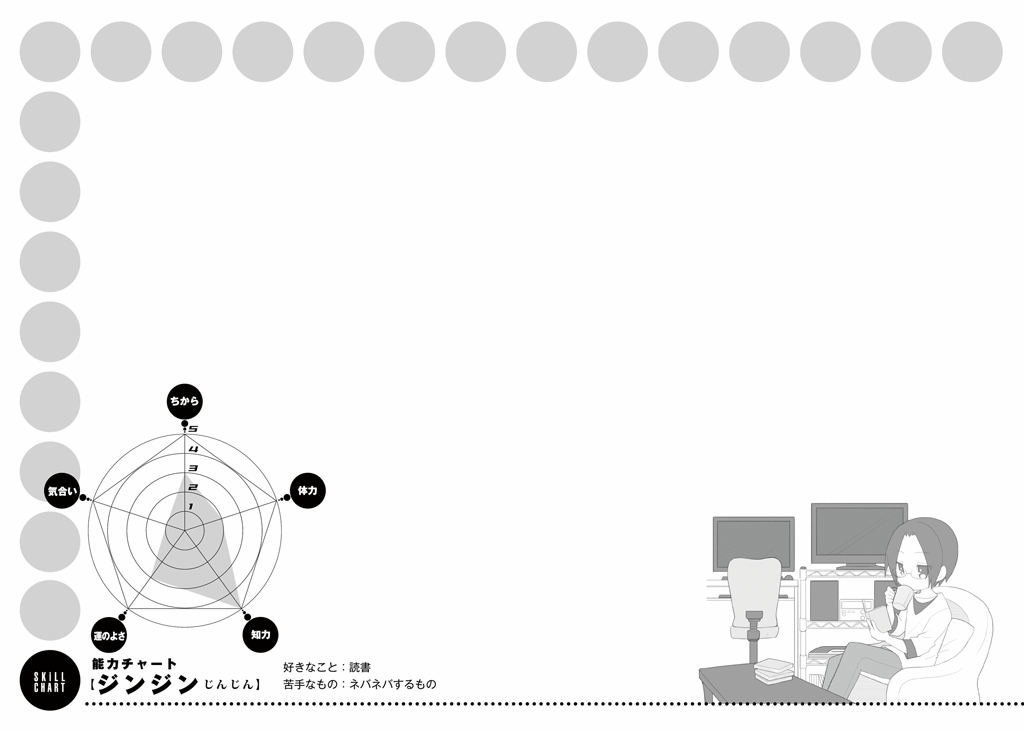 ちから
5
4
3
2
1
気合い
体力
運のよさ
知力
SKiLL
CHART
能力チャート
【ジンジン じんじん】
好きなこと：読書
苦手なもの：ネバネバするもの